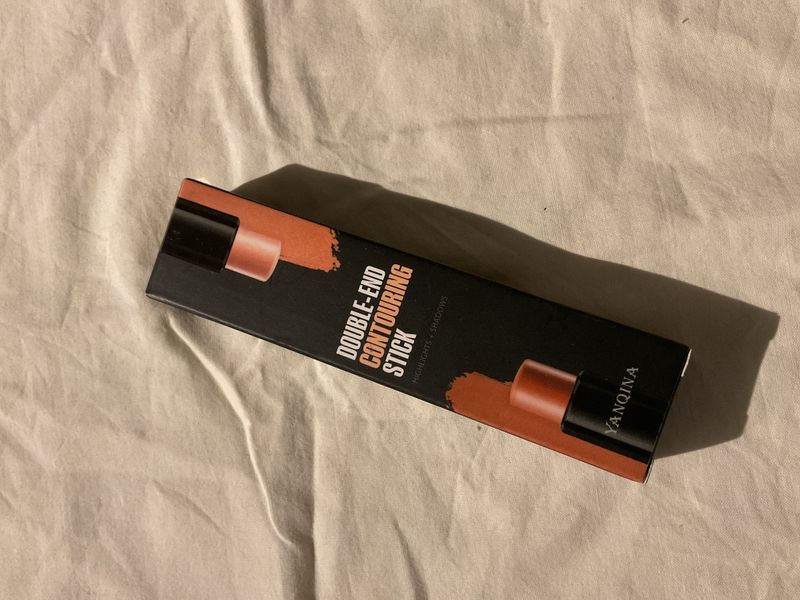 DOUBLE-END
CONTOURING
STICK
HIGHLIGHTS + SHADOWS
YANQINA